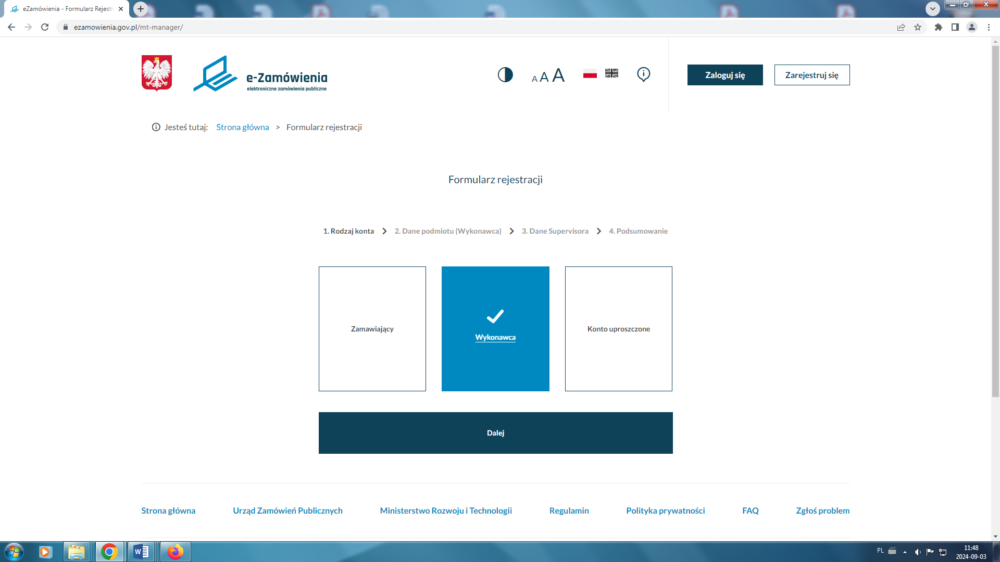 eZamówienia - Formularz Rejestr
ezamowienia.gov.pl/mt-manager/
e-Zamówienia
elektroniczne zamówienia publiczne
A A A
Zaloguj się
Zarejestruj się
Jesteś tutaj: Strona główna > Formularz rejestracji
Formularz rejestracji
1. Rodzaj konta
2. Dane podmiotu (Wykonawca)
3. Dane Supervisora
4. Podsumowanie
Zamawiający
Wykonawca
Konto uproszczone
Dalej
Strona główna
Urząd Zamówień Publicznych
Ministerstwo Rozwoju i Technologii
Regulamin
Polityka prywatności
FAQ
Zgłoś problem
PL
11:48
2024-09-03